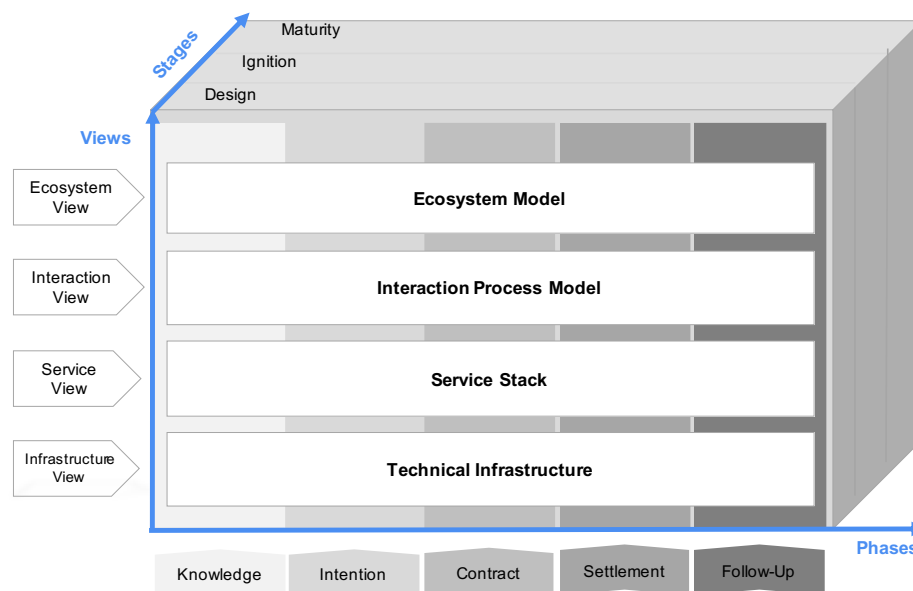 Maturity
Stages
Ignition
Design
Views
Ecosystem
View
Ecosystem Model
Interaction
View
Interaction Process Model
Service
View
Service Stack
Infrastructure
View
Technical Infrastructure
Phases
Knowledge
Intention
Contract
Settlement
Follow-Up